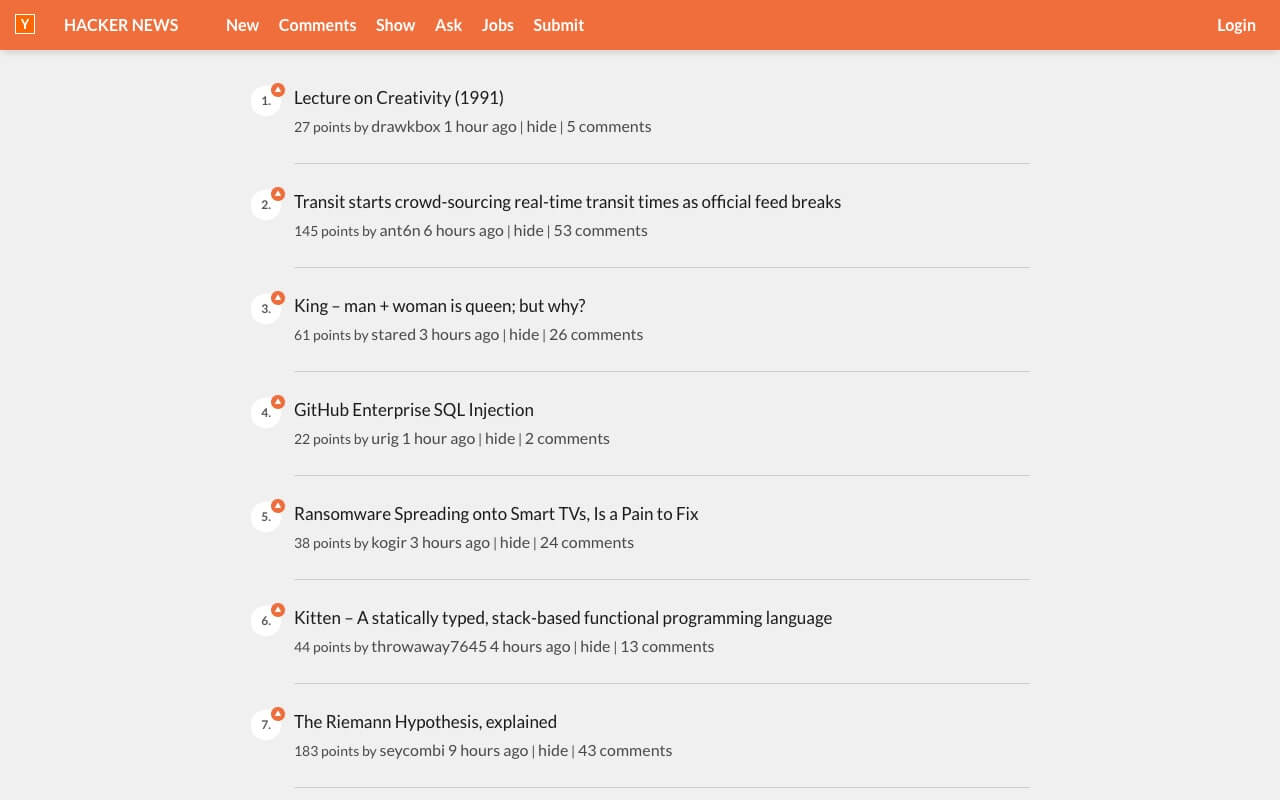 Y HACKER NEWS New Comments Show Ask Jobs Submit Login
1. Lecture on Creativity (1991)
27 points by drawkbox 1 hour ago | hide | 5 comments
2. Transit starts crowd-sourcing real-time transit times as official feed breaks
145 points by ant6n 6 hours ago | hide | 53 comments
3. King – man + woman is queen; but why?
61 points by stared 3 hours ago | hide | 26 comments
4. GitHub Enterprise SQL Injection
22 points by urig 1 hour ago | hide | 2 comments
5. Ransomware Spreading onto Smart TVs, Is a Pain to Fix
38 points by kogir 3 hours ago | hide | 24 comments
6. Kitten – A statically typed, stack-based functional programming language
44 points by throwaway7645 4 hours ago | hide | 13 comments
7. The Riemann Hypothesis, explained
183 points by seycombi 9 hours ago | hide | 43 comments